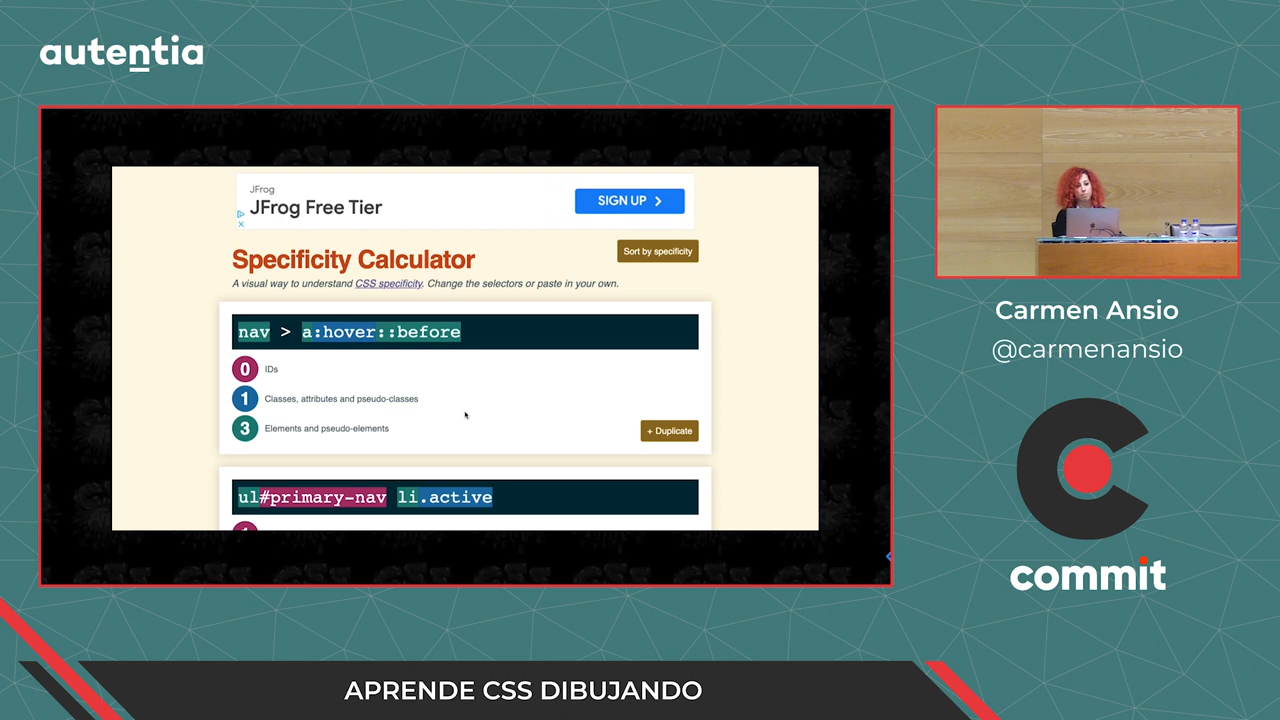 autentia
JFrog
JFrog Free Tier
SIGN UP
Specificity Calculator
Sort by specificity
A visual way to understand CSS specificity. Change the selectors or paste in your own.
nav > a:hover::before
0 IDs
1 Classes, attributes and pseudo-classes
3 Elements and pseudo-elements
+ Duplicate
ul#primary-nav li.active
Carmen Ansio
@carmenansio
commit
APRENDE CSS DIBUJANDO